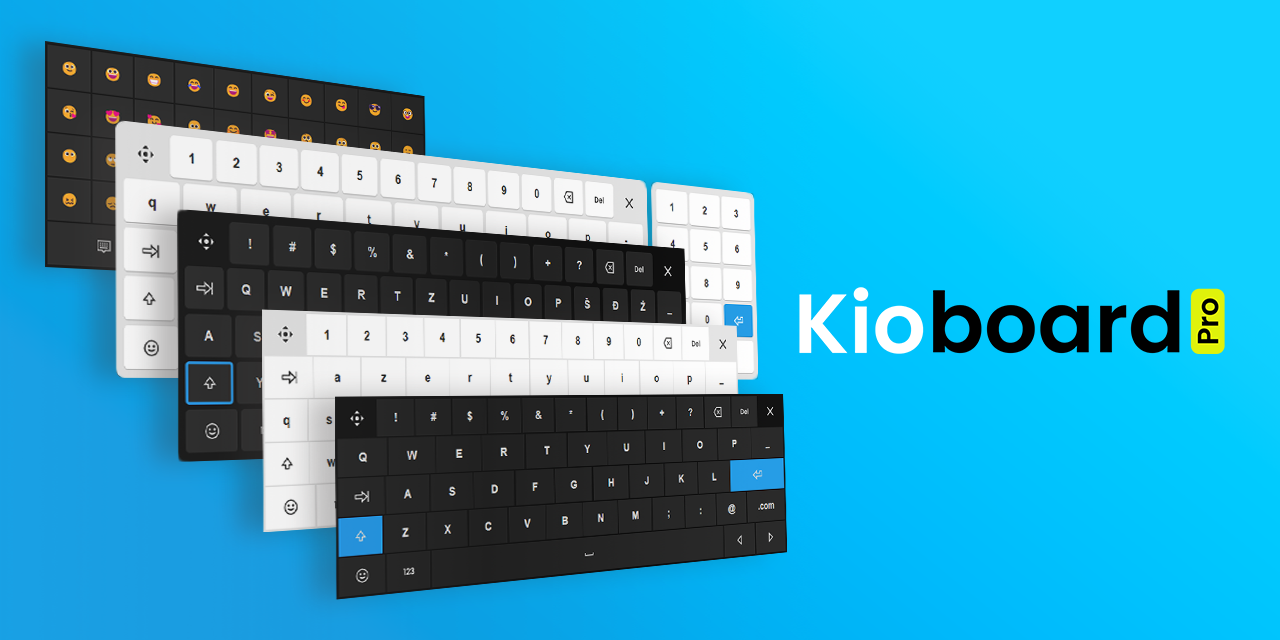 1 2 3 4 5 6 7 8 9 0 Del X
q w e r t y u i o p -
1 2 3
4 5 6
8 9
0
! # $ % & * ( ) + ? Del X
Q W E R T Z U I O P Š Đ Ž _
A S
Y
1 2 3 4 5 6 7 8 9 0 Del X
a z e r t y u i o p _
q s
w
! # $ % & * ( ) + ? Del X
Q W E R T Y U I O P _
A S D F G H J K L
Z X C V B N M ; : @ .com
123
Kioboard Pro